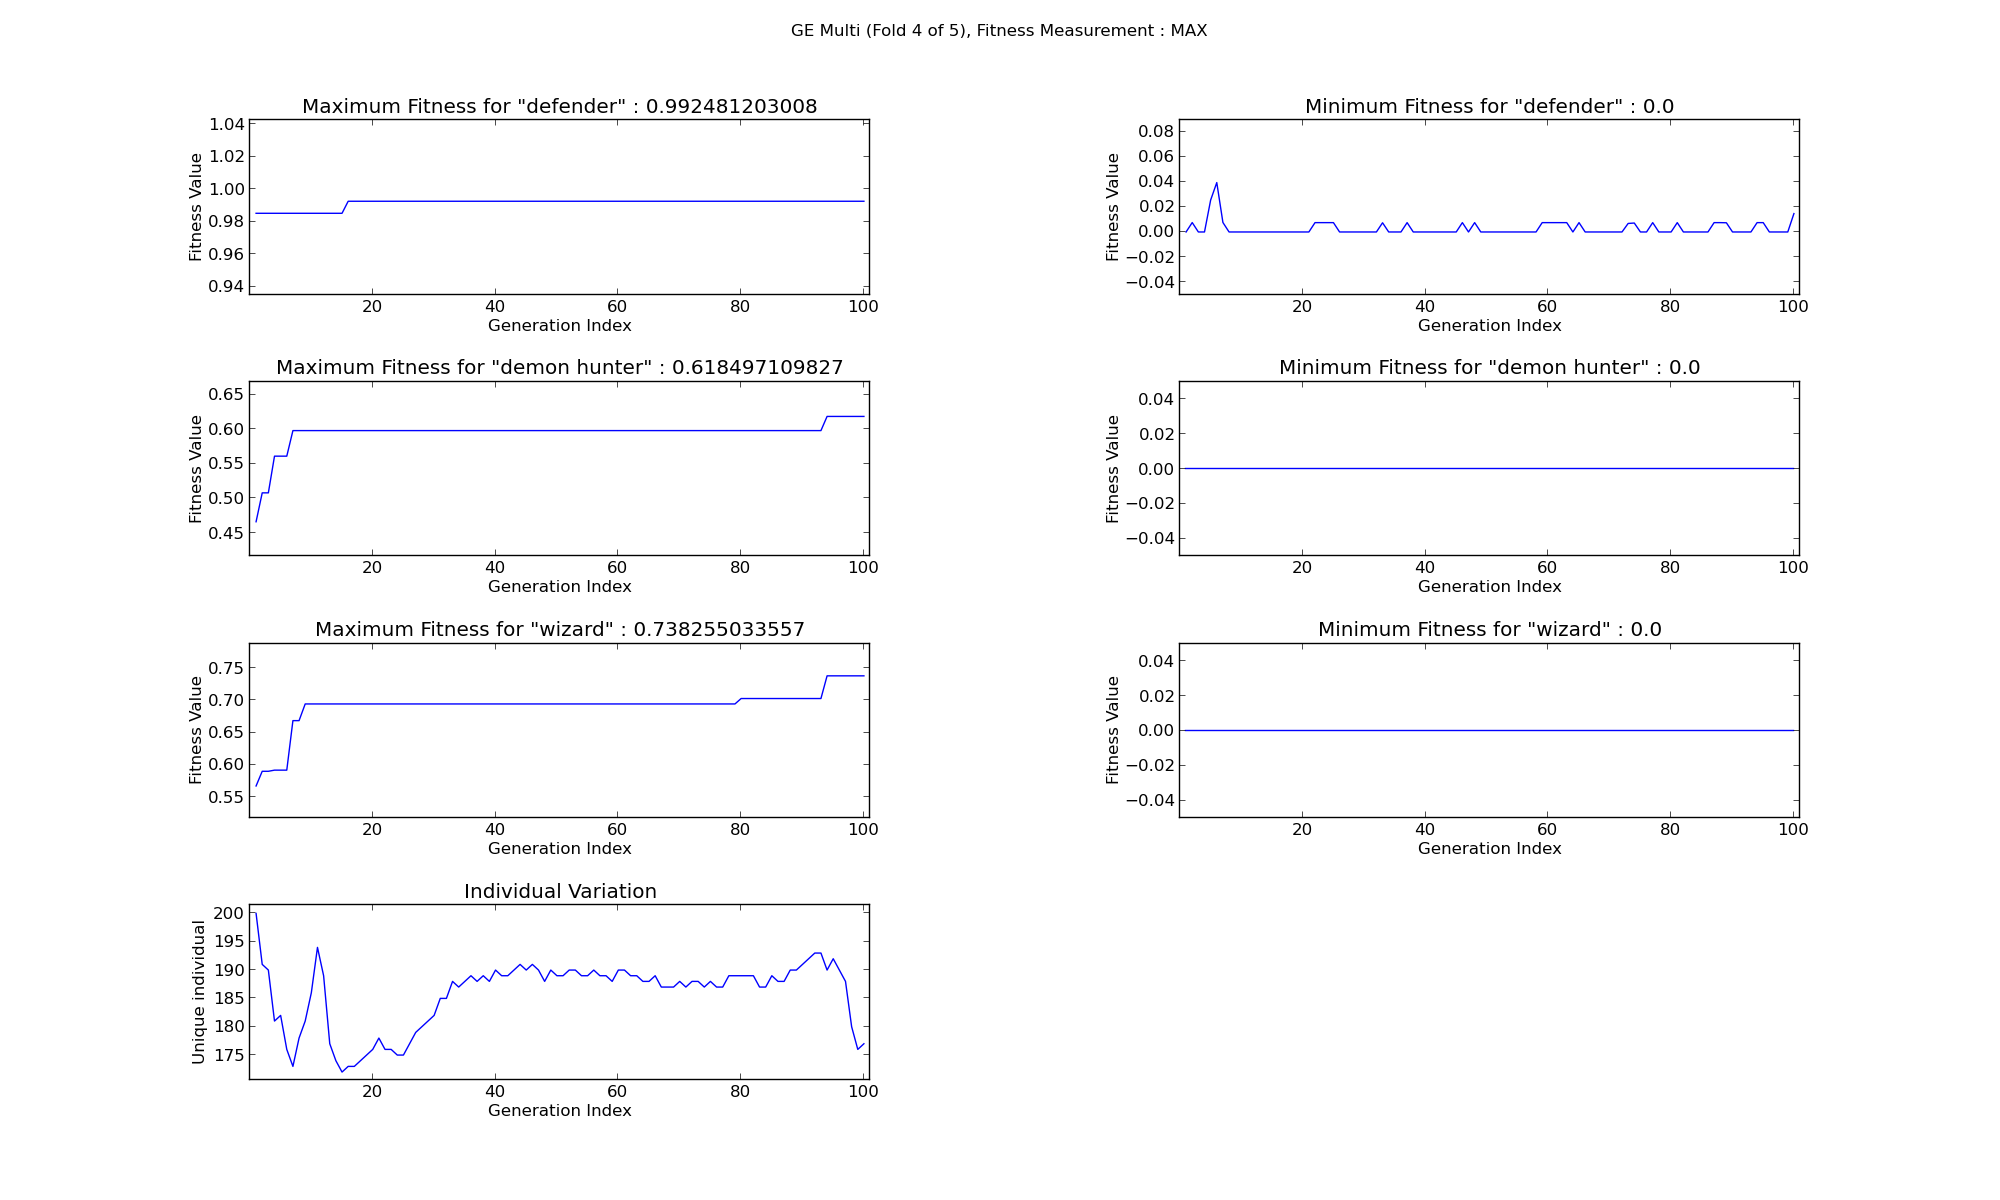 GE Multi (Fold 4 of 5), Fitness Measurement : MAX
Maximum Fitness for "defender" : 0.992481203008
1.04
1.02
1.00
0.98
0.96
0.94
Fitness Value
20 40 60 80 100
Generation Index
Minimum Fitness for "defender" : 0.0
0.08
0.06
0.04
0.02
0.00
−0.02
−0.04
Fitness Value
20 40 60 80 100
Generation Index
Maximum Fitness for "demon hunter" : 0.618497109827
0.65
0.60
0.55
0.50
0.45
Fitness Value
20 40 60 80 100
Generation Index
Minimum Fitness for "demon hunter" : 0.0
0.04
0.02
0.00
−0.02
−0.04
Fitness Value
20 40 60 80 100
Generation Index
Maximum Fitness for "wizard" : 0.738255033557
0.75
0.70
0.65
0.60
0.55
Fitness Value
20 40 60 80 100
Generation Index
Minimum Fitness for "wizard" : 0.0
0.04
0.02
0.00
−0.02
−0.04
Fitness Value
20 40 60 80 100
Generation Index
Individual Variation
200
195
190
185
180
175
Unique individual
20 40 60 80 100
Generation Index